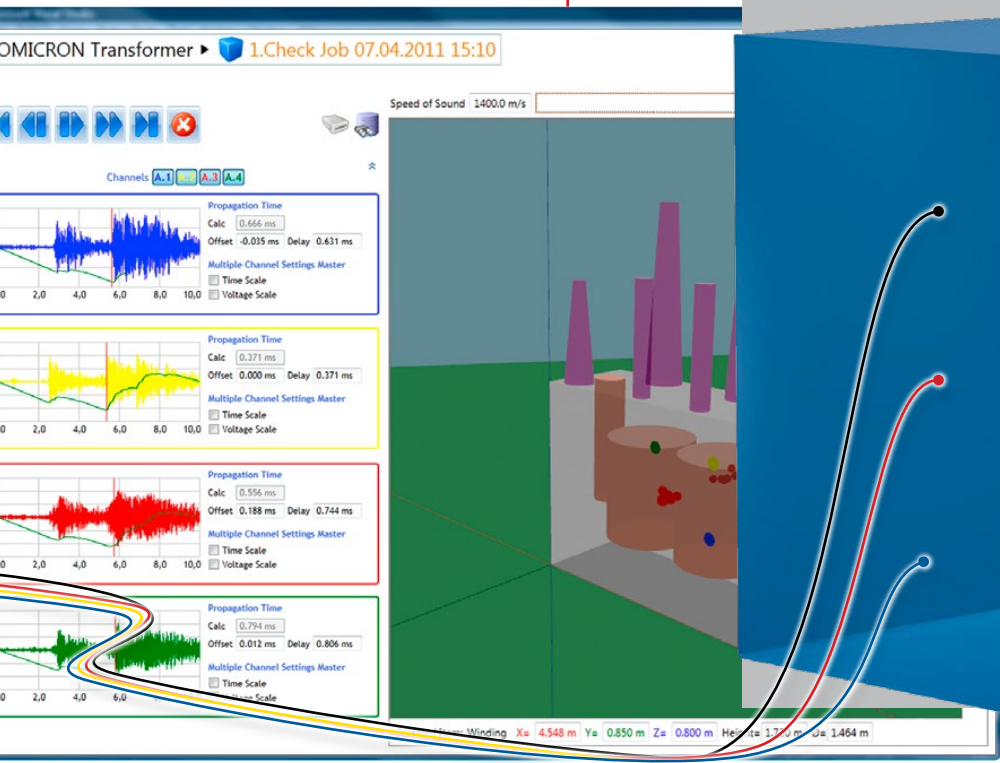 OMICRON Transformer ▸ 1.Check Job 07.04.2011 15:10
Speed of Sound 1400.0 m/s
Channels A.1 A.3 A.4
Propagation Time
Calc 0.666 ms
Offset -0.035 ms Delay 0.631 ms
Multiple Channel Settings Master
Time Scale
Voltage Scale
0 2,0 4,0 6,0 8,0 10,0
Propagation Time
Calc 0.371 ms
Offset 0.000 ms Delay 0.371 ms
Multiple Channel Settings Master
Time Scale
Voltage Scale
0 2,0 4,0 6,0 8,0 10,0
Propagation Time
Calc 0.556 ms
Offset 0.188 ms Delay 0.744 ms
Multiple Channel Settings Master
Time Scale
Voltage Scale
0 2,0 4,0 6,0 8,0 10,0
Propagation Time
Calc 0.794 ms
Offset 0.012 ms Delay 0.806 ms
Multiple Channel Settings Master
Time Scale
Scale
0 2,0 4,0 6,0 8,0 10,0
Winding X= 4.548 m Y= 0.850 m Z= 0.800 m 1.464 m